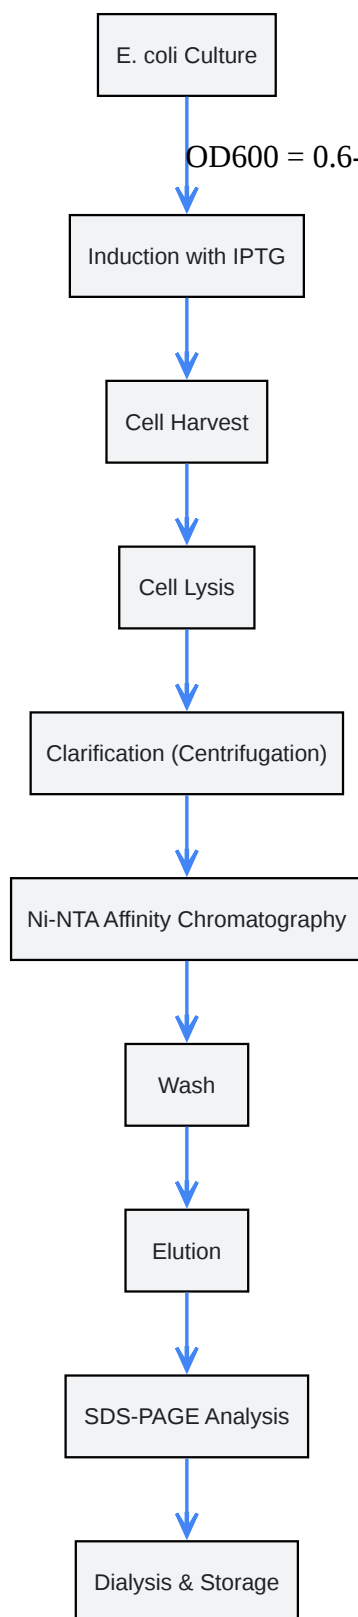 E. coli Culture
OD600 = 0.6-
Induction with IPTG
Cell Harvest
Cell Lysis
Clarification (Centrifugation)
Ni-NTA Affinity Chromatography
Wash
Elution
SDS-PAGE Analysis
Dialysis & Storage